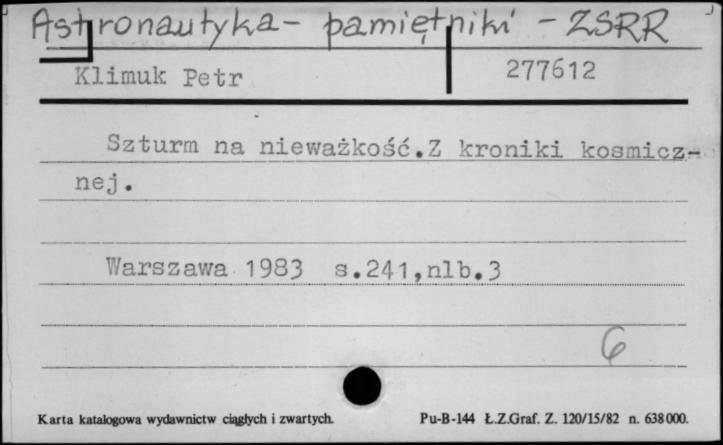 Astronautyka - pamiętniki - ZSRR
Klimuk Petr 277612
Szturm na nieważkość.Z kroniki kosmicz-
nej.
Warszawa 1983 s.241,nlb.3
6
Karta katalogowa wydawnictw ciągłych i zwartych. Pu-B-144 Ł.Z.Graf. Z. 120/15/82 n. 638000.